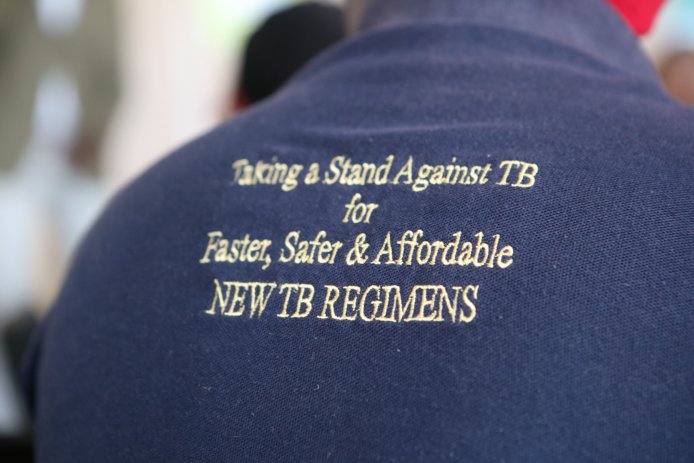 Taking a Stand Against TB
for
Faster, Safer & Affordable
NEW TB REGIMENS